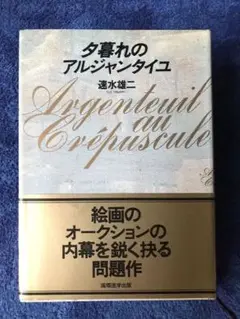 夕暮れの
アルジャンタイユ
速水雄二
Argenteuil
au
Crépuscule
絵画の
オークションの
内幕を鋭く抉る
問題作